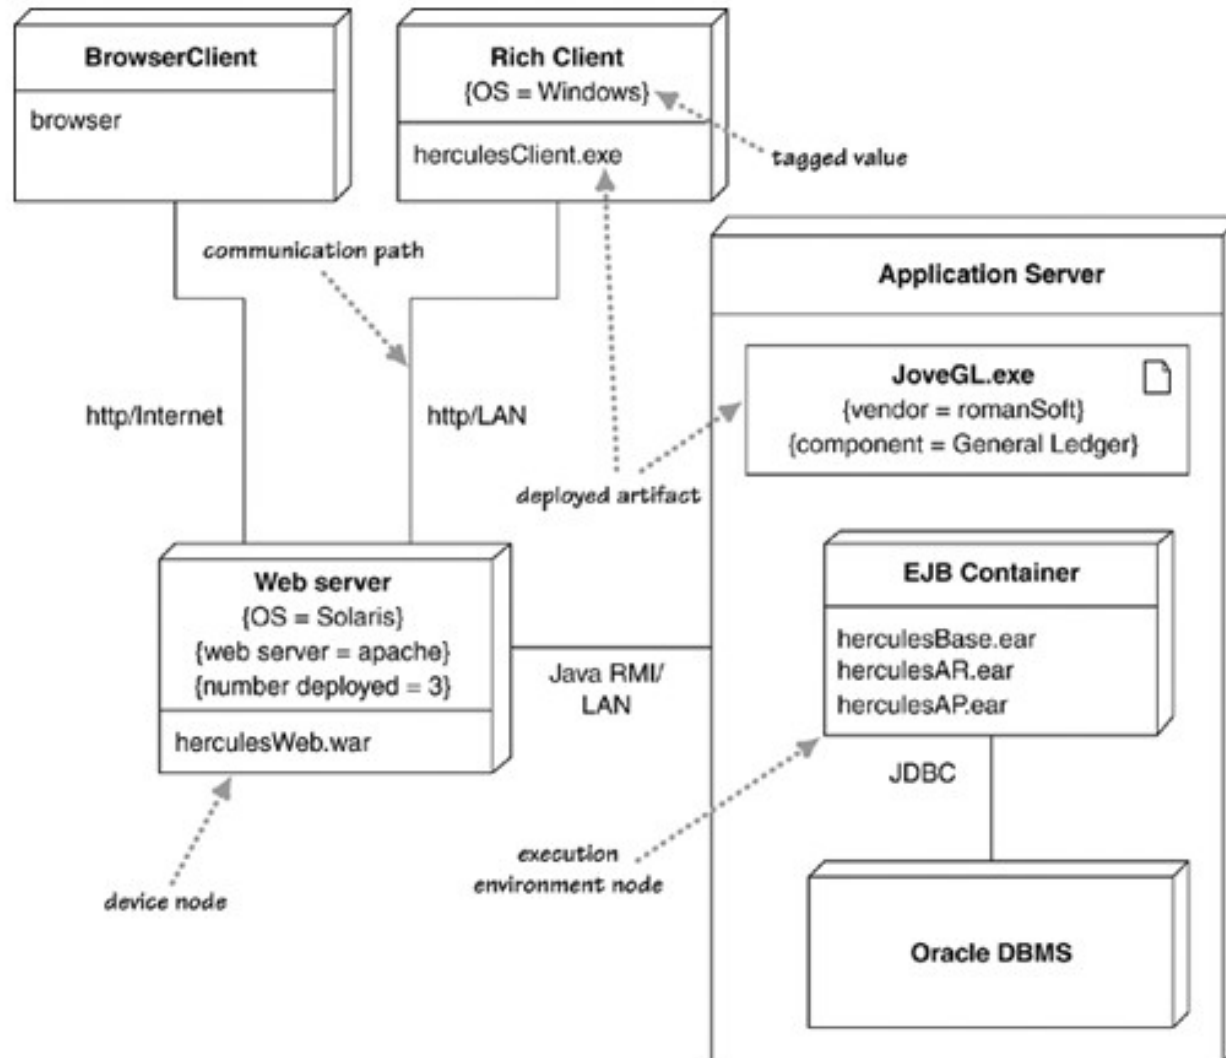 BrowserClient
browser
Rich Client
{OS = Windows}
herculesClient.exe
tagged value
communication path
Application Server
JoveGL.exe
{vendor = romanSoft}
{component = General Ledger}
http/Internet
http/LAN
deployed artifact
Web server
{OS = Solaris}
{web server = apache}
{number deployed = 3}
herculesWeb.war
Java RMI/
LAN
EJB Container
herculesBase.ear
herculesAR.ear
herculesAP.ear
JDBC
execution
environment node
device node
Oracle DBMS